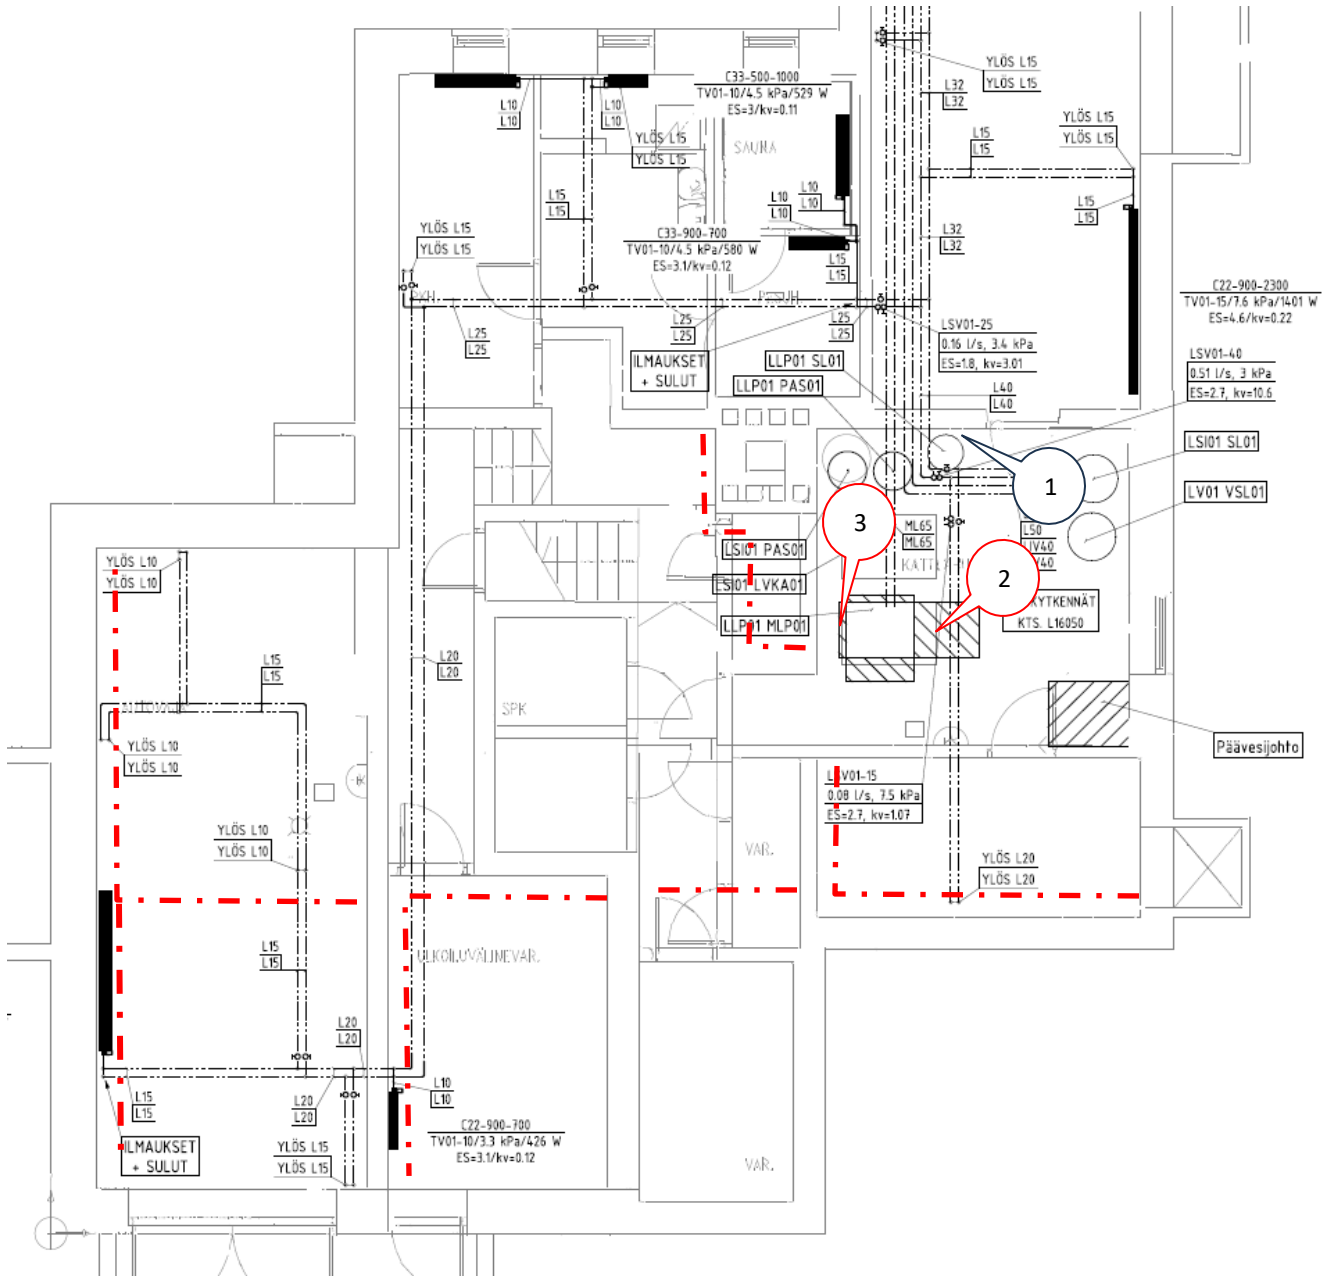 C33-500-1000
TV01-10/4.5 kPa/529 W
ES=3/kv=0.11
YLÖS L15
YLÖS L15
L32
L32
L10
L10
L10
L10
YLÖS L15
YLÖS L15
SAUNA
L15
L15
YLÖS L15
YLÖS L15
L15
L15
L10
L10
L10
L10
L15
L15
YLÖS L15
YLÖS L15
C33-900-700
TV01-10/4.5 kPa/580 W
ES=3.1/kv=0.12
L32
L32
L15
L15
C22-900-2300
TV01-15/7.6 kPa/1401 W
ES=4.6/kv=0.22
PKH
PESUH
L25
L25
L25
L25
L25
L25
LSV01-25
0.16 l/s, 3.4 kPa
ES=1.8, kv=3.01
ILMAUKSET
+ SULUT
LLP01 SL01
LLP01 PAS01
LSV01-40
0.51 l/s, 3 kPa
ES=2.7, kv=10.6
L40
L40
LSI01 SL01
LV01 VSL01
1
3
2
ML65
ML65
L50
LIV40
V40
LSI01 PAS01
LSI01 LVKA01
LLP01 MLP01
KYTKENNÄT
KTS. L16050
YLÖS L10
YLÖS L10
L15
L15
L20
L20
SPK
YLÖS L10
YLÖS L10
Päävesijohto
LSV01-15
0.08 l/s, 7.5 kPa
ES=2.7, kv=1.07
YLÖS L10
YLÖS L10
VAR.
YLÖS L20
YLÖS L20
L15
L15
ULKOILUVÄLINEVAR.
L20
L20
L15
L15
L20
L20
L10
L10
C22-900-700
TV01-10/3.3 kPa/426 W
ES=3.1/kv=0.12
ILMAUKSET
+ SULUT
YLÖS L15
YLÖS L15
VAR.